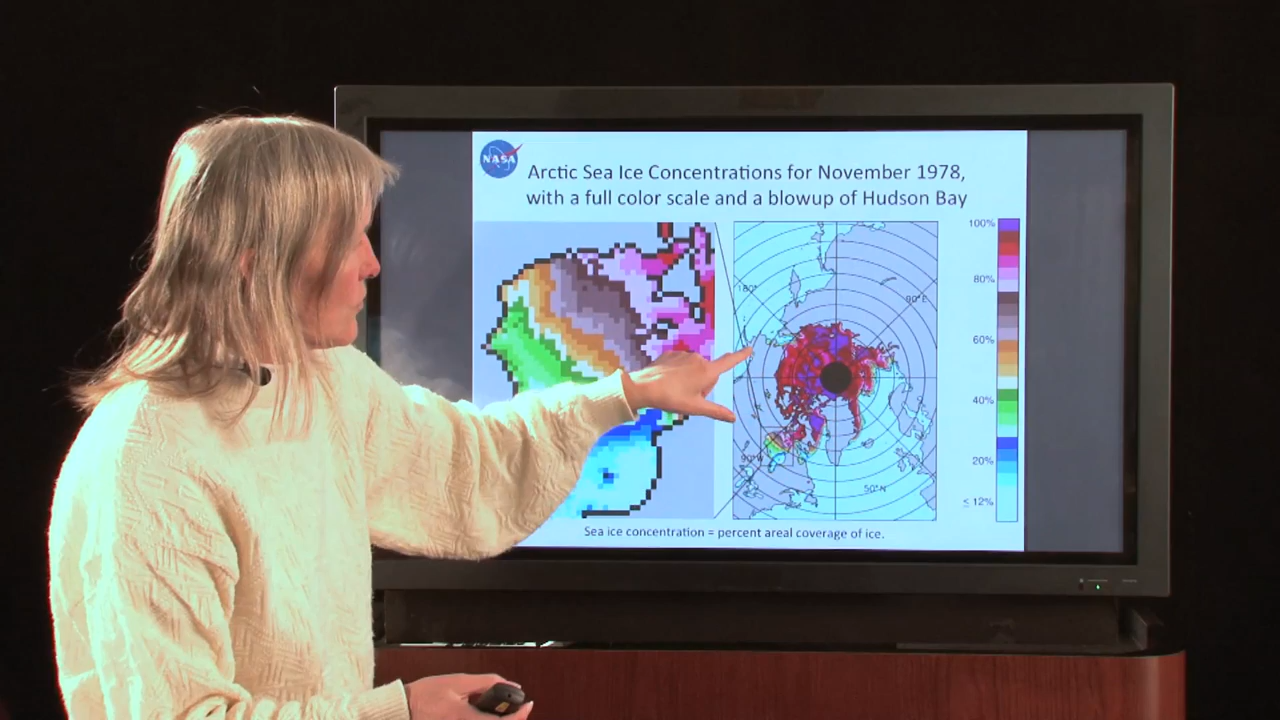 NASA
Arctic Sea Ice Concentrations for November 1978,
with a full color scale and a blowup of Hudson Bay
100%
80%
60%
40%
20%
≤ 12%
180°
90°E
90°W
50°N
Sea ice concentration = percent areal coverage of ice.